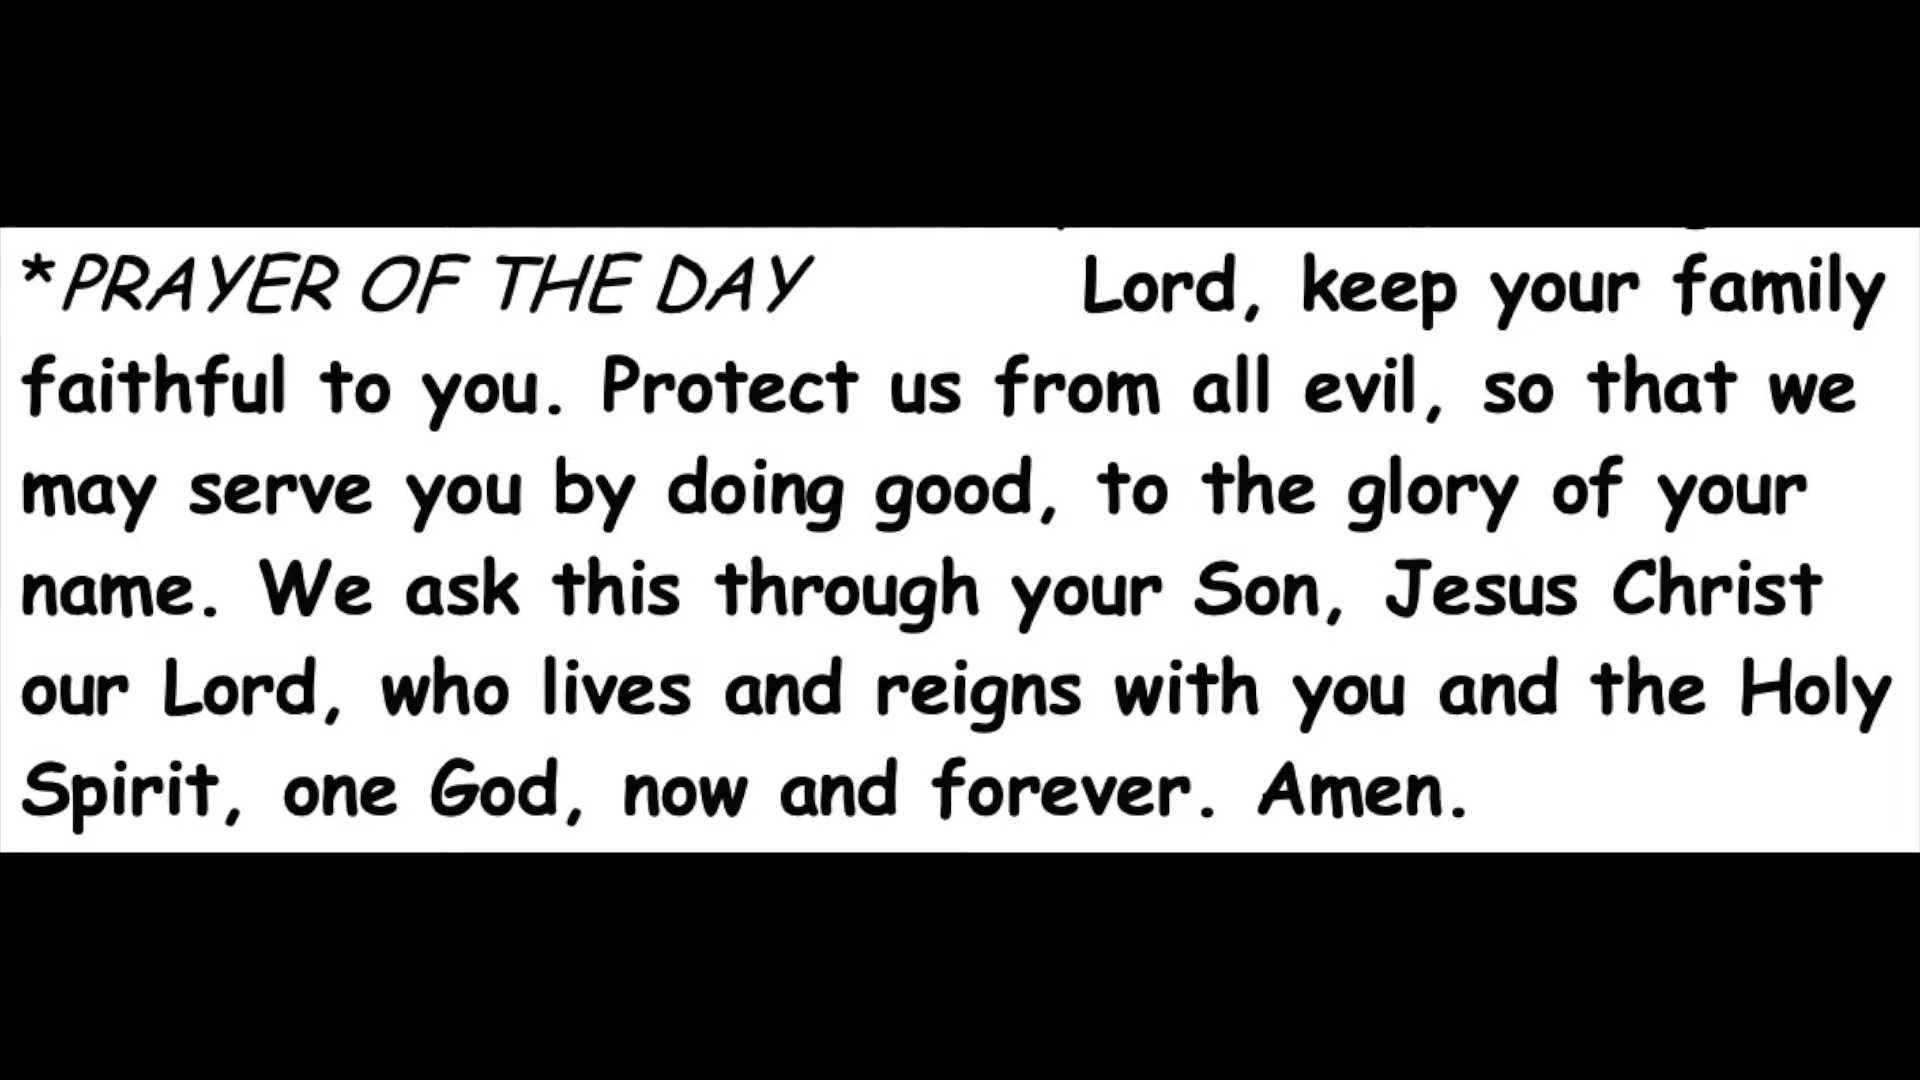 *PRAYER OF THE DAY Lord, keep your family
faithful to you. Protect us from all evil, so that we
may serve you by doing good, to the glory of your
name. We ask this through your Son, Jesus Christ
our Lord, who lives and reigns with you and the Holy
Spirit, one God, now and forever. Amen.